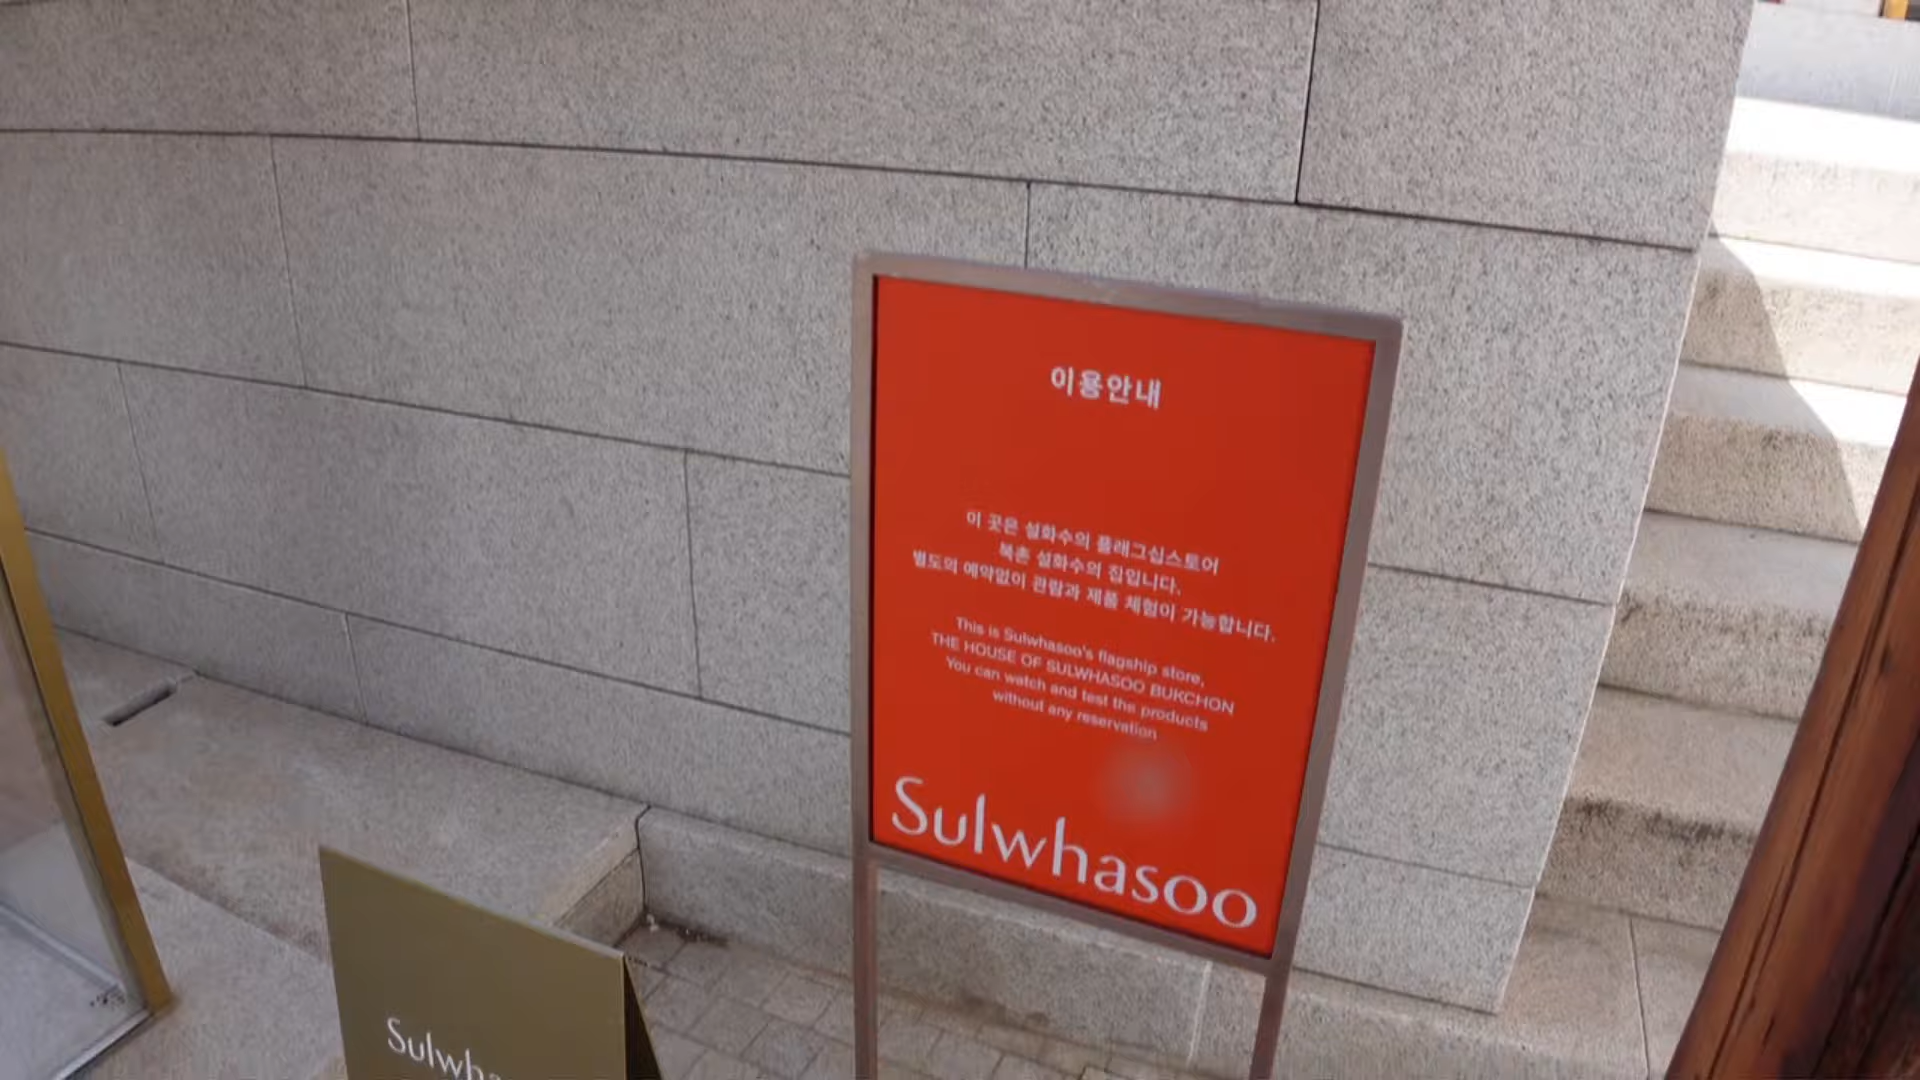 이용안내
이 곳은 설화수의 플래그십스토어
북촌 설화수의 집입니다.
별도의 예약없이 관람과 제품 체험이 가능합니다.
This is Sulwhasoo's flagship store,
THE HOUSE OF SULWHASOO BUKCHON
You can watch and test the products
without any reservation
Sulwhasoo
Sulwha